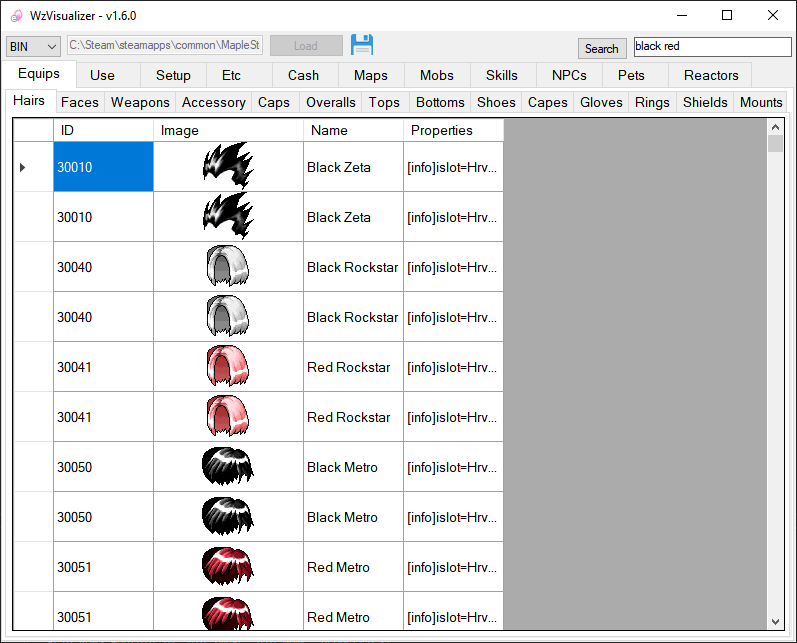 WzVisualizer - v1.6.0
BIN C:\Steam\steamapps\common\MapleSt Load Search black red
Equips Use Setup Etc Cash Maps Mobs Skills NPCs Pets Reactors
Hairs Faces Weapons Accessory Caps Overalls Tops Bottoms Shoes Capes Gloves Rings Shields Mounts
ID Image Name Properties
30010 Black Zeta [info]islot=Hrv...
30010 Black Zeta [info]islot=Hrv...
30040 Black Rockstar [info]islot=Hrv...
30040 Black Rockstar [info]islot=Hrv...
30041 Red Rockstar [info]islot=Hrv...
30041 Red Rockstar [info]islot=Hrv...
30050 Black Metro [info]islot=Hrv...
30050 Black Metro [info]islot=Hrv...
30051 Red Metro [info]islot=Hrv...
30051 Red Metro [info]islot=Hrv...